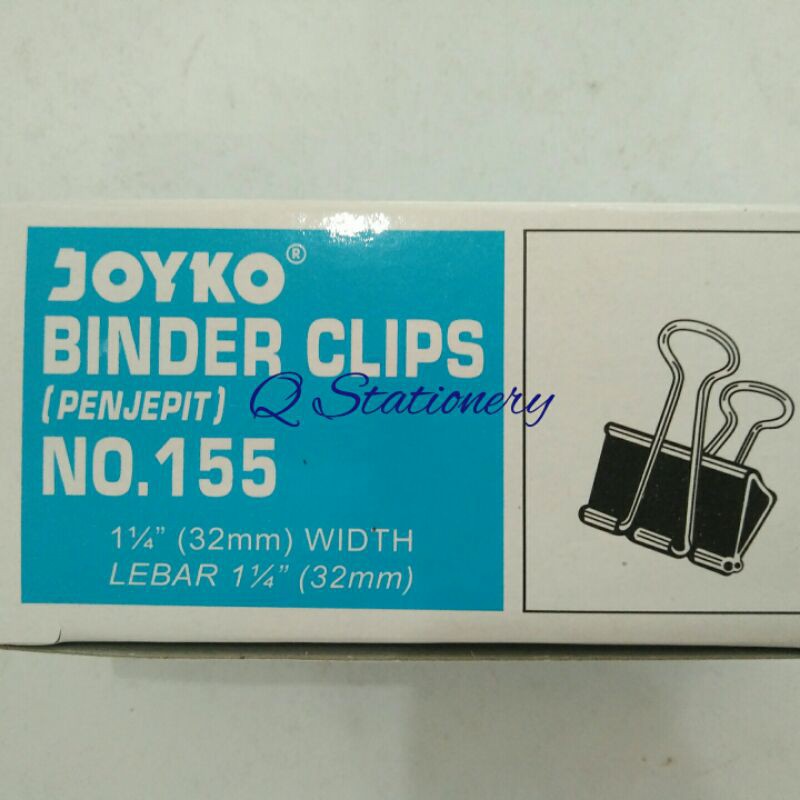 JOYKO®
BINDER CLIPS
(PENJEPIT)
Q Stationery
NO.155
1¼" (32mm) WIDTH
LEBAR 1¼" (32mm)